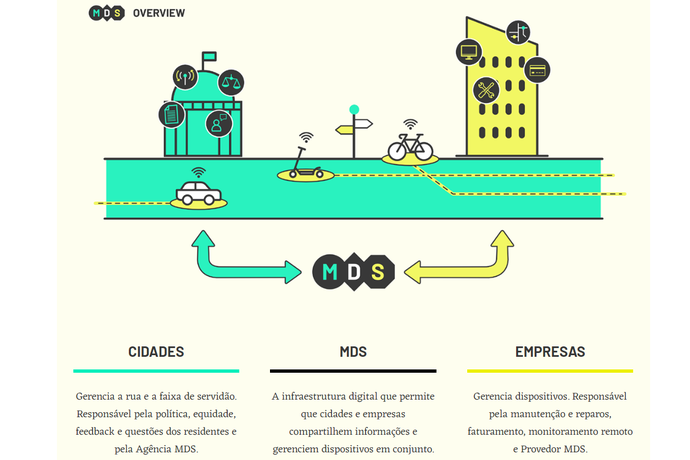 MDS OVERVIEW
MDS
CIDADES
Gerencia a rua e a faixa de servidão.
Responsável pela política, equidade,
feedback e questões dos residentes e
pela Agência MDS.
MDS
A infraestrutura digital que permite
que cidades e empresas
compartilhem informações e
gerenciem dispositivos em conjunto.
EMPRESAS
Gerencia dispositivos. Responsável
pela manutenção e reparos,
faturamento, monitoramento remoto
e Provedor MDS.